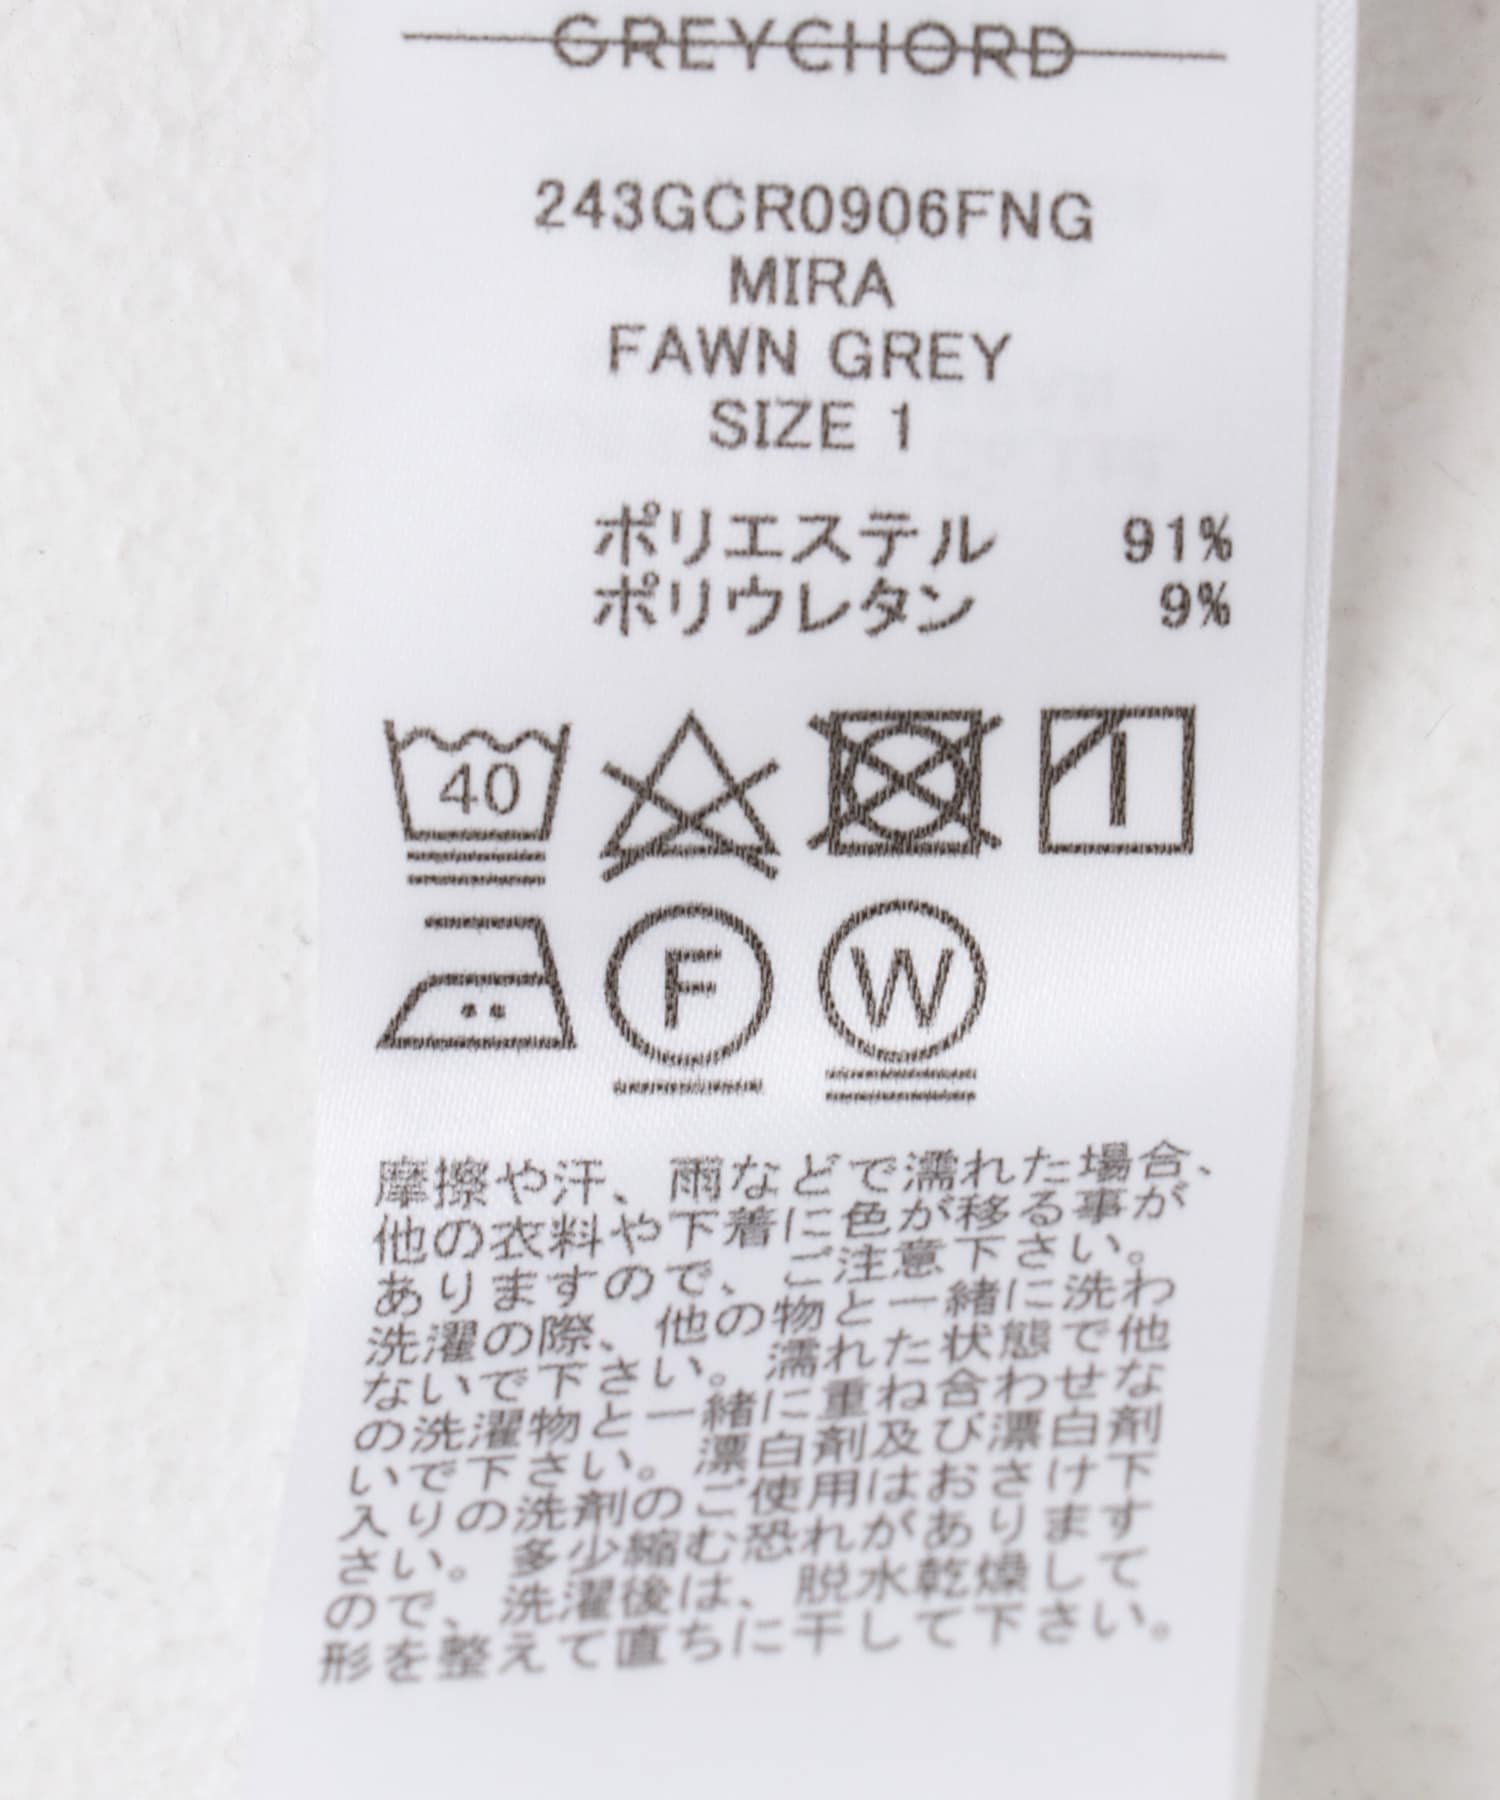 GREYCHORD
243GCR0906FNG
MIRA
FAWN GREY
SIZE 1
ポリエステル 91%
ポリウレタン 9%
40
F W
摩擦や汗、雨などで濡れた場合、
他の衣料や下着に色が移る事が
ありますので、ご注意下さい。
洗濯の際、他の物と一緒に洗わ
ないで下さい。濡れた状態で他
の洗濯物と一緒に重ね合わせな
いで下さい。漂白剤及び漂白剤
入りの洗剤のご使用はおさけ下
さい。多少縮む恐れがあります
ので、洗濯後は、脱水乾燥して
形を整えて直ちに干して下さい。